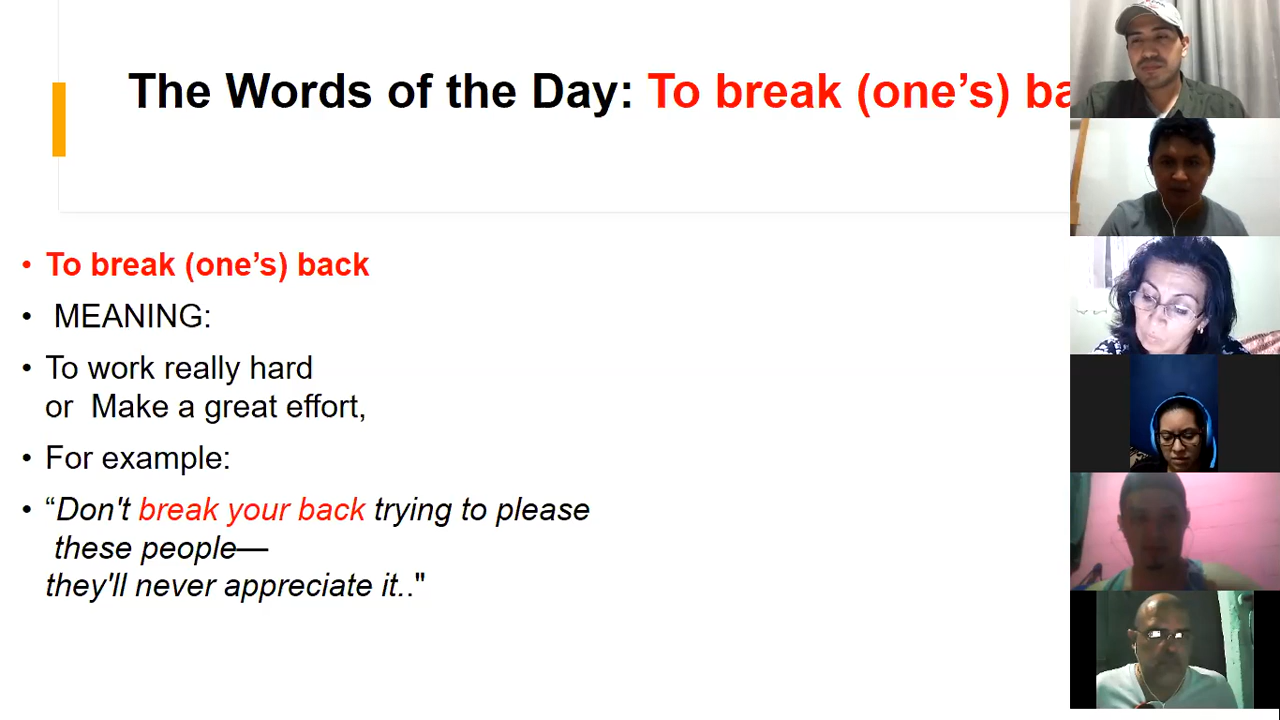 The Words of the Day: To break (one’s) ba
• To break (one’s) back
• MEANING:
• To work really hard
or Make a great effort,
• For example:
• “Don't break your back trying to please
these people—
they'll never appreciate it.."